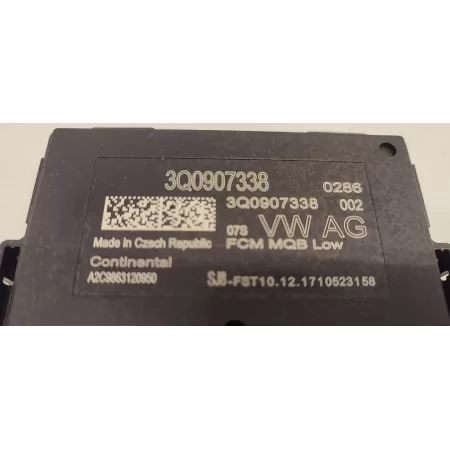 3Q0907338 0286
3Q0907338 002
07S VW AG
Made in Czech Republic FCM MQB Low
Continental
A2C9863120950 SJB-FST10.12.1710523158